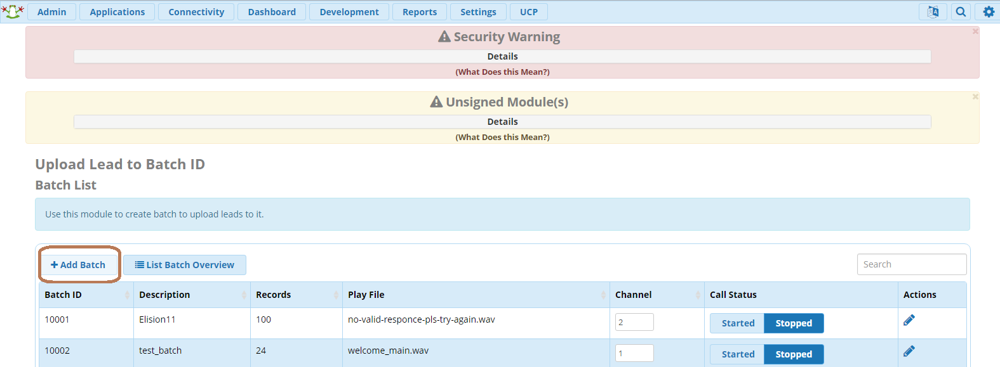 Admin Applications Connectivity Dashboard Development Reports Settings UCP
Security Warning
Details
(What Does this Mean?)
Unsigned Module(s)
Details
(What Does this Mean?)
Upload Lead to Batch ID
Batch List
Use this module to create batch to upload leads to it.
Add Batch List Batch Overview Search
Batch ID Description Records Play File Channel Call Status Actions
10001 Elision11 100 no-valid-responce-pls-try-again.wav 2 Started Stopped
10002 test_batch 24 welcome_main.wav 1 Started Stopped